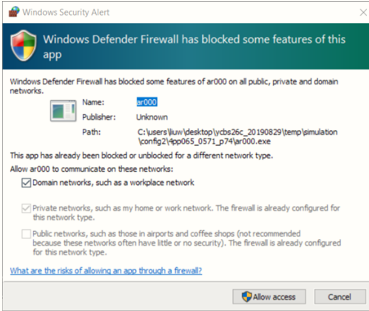 Windows Security Alert
Windows Defender Firewall has blocked some features of this
app
Windows Defender Firewall has blocked some features of ar000 on all public, private and domain
networks.
Name: ar000
Publisher: Unknown
Path: C:\users\liuw\desktop\ycbs26c_20190829\temp\simulation
\config2\4pp065_0571_p74\ar000.exe
This app has already been blocked or unblocked for a different network type.
Allow ar000 to communicate on these networks:
Domain networks, such as a workplace network
Private networks, such as my home or work network. The firewall is already configured for
this network type.
Public networks, such as those in airports and coffee shops (not recommended
because these networks often have little or no security). The firewall is already configured
for this network type.
What are the risks of allowing an app through a firewall?
Allow access Cancel